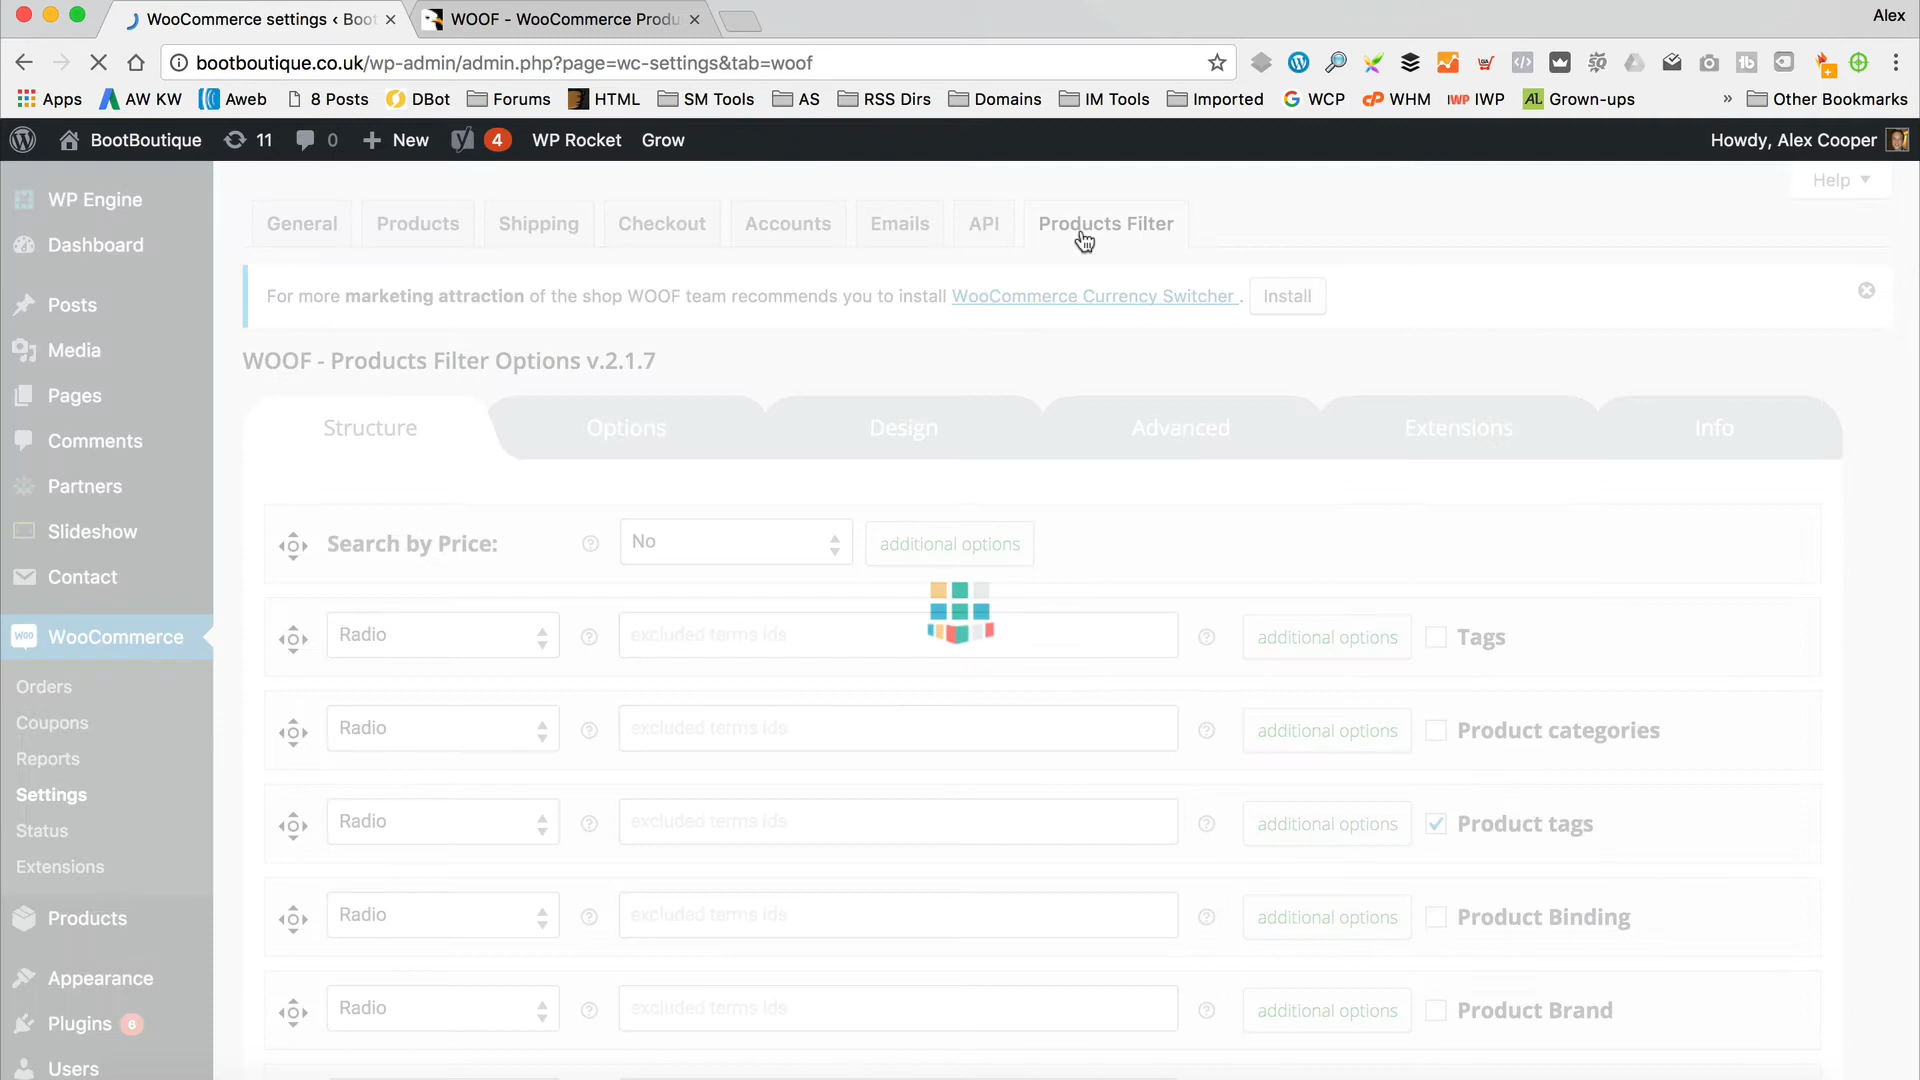 WooCommerce settings ‹ Boot
WOOF - WooCommerce Produ
Alex
bootboutique.co.uk/wp-admin/admin.php?page=wc-settings&tab=woof
Apps AW KW Aweb 8 Posts DBot Forums HTML SM Tools AS RSS Dirs Domains IM Tools Imported WCP WHM IWP IWP AL Grown-ups » Other Bookmarks
BootBoutique 11 0 New 4 WP Rocket Grow Howdy, Alex Cooper
Help
WP Engine
Dashboard
Posts
Media
Pages
Comments
Partners
Slideshow
Contact
WooCommerce
Orders
Coupons
Reports
Settings
Status
Extensions
Products
Appearance
Plugins 6
Users
General Products Shipping Checkout Accounts Emails API Products Filter
For more marketing attraction of the shop WOOF team recommends you to install WooCommerce Currency Switcher . Install
WOOF - Products Filter Options v.2.1.7
Structure Options Design Advanced Extensions Info
Search by Price: No additional options
Radio excluded terms ids additional options Tags
Radio excluded terms ids additional options Product categories
Radio excluded terms ids additional options Product tags
Radio excluded terms ids additional options Product Binding
Radio excluded terms ids additional options Product Brand